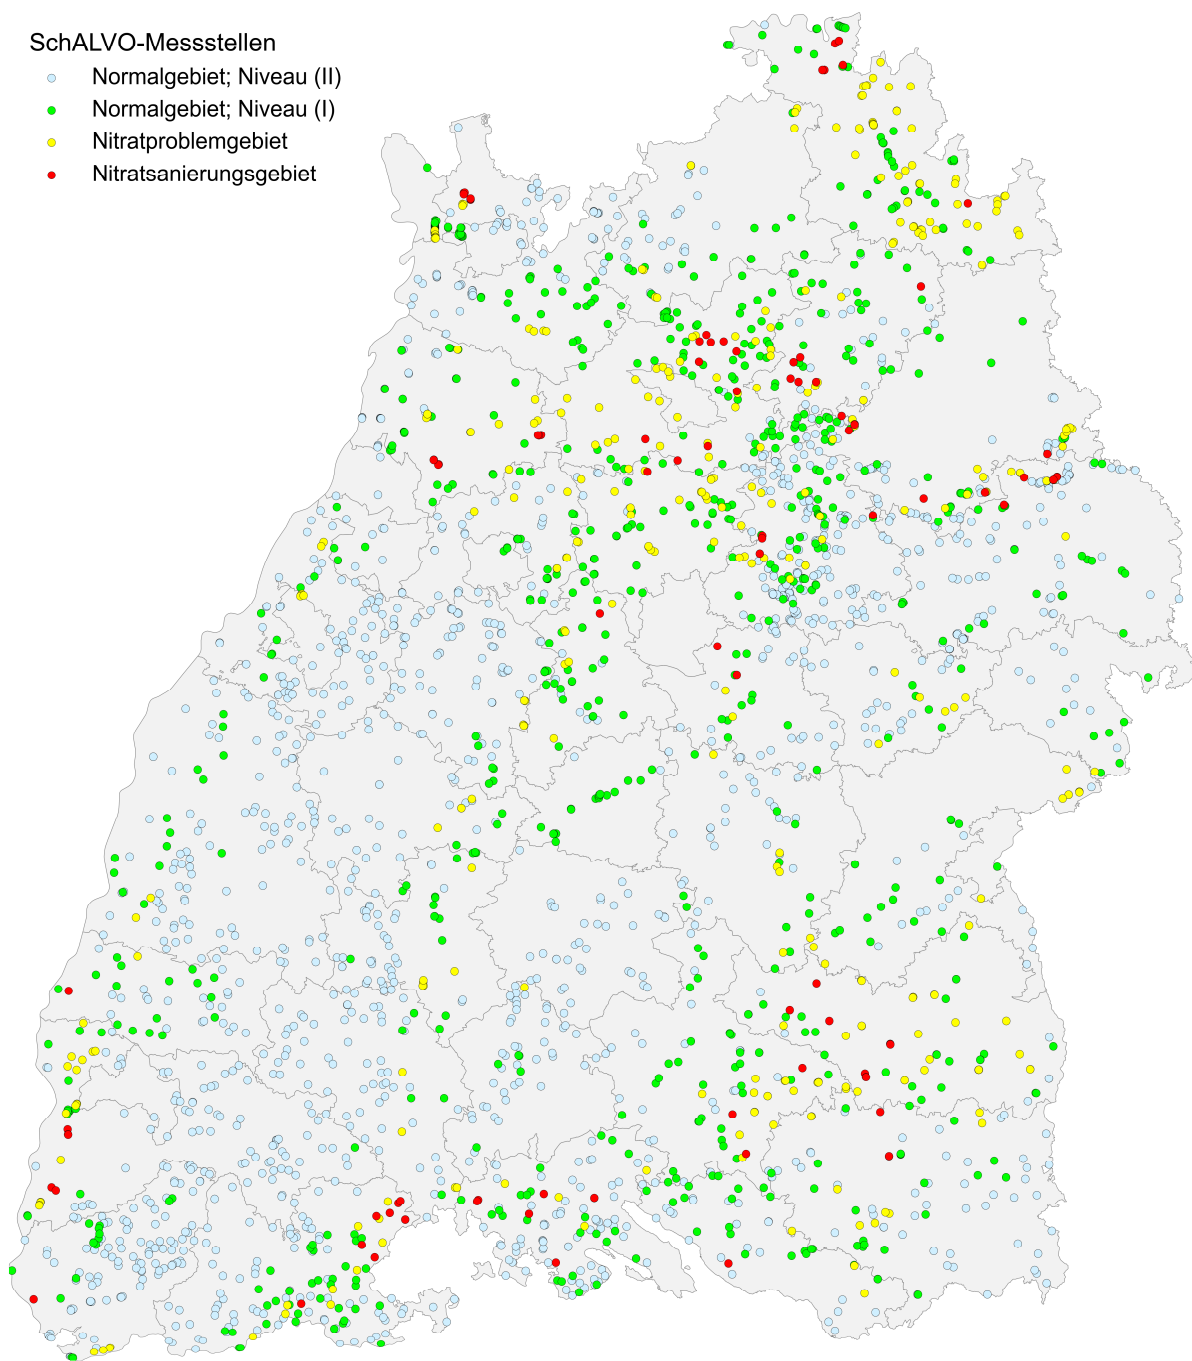 SchALVO-Messstellen
Normalgebiet; Niveau (II)
Normalgebiet; Niveau (I)
Nitratproblemgebiet
Nitratsanierungsgebiet